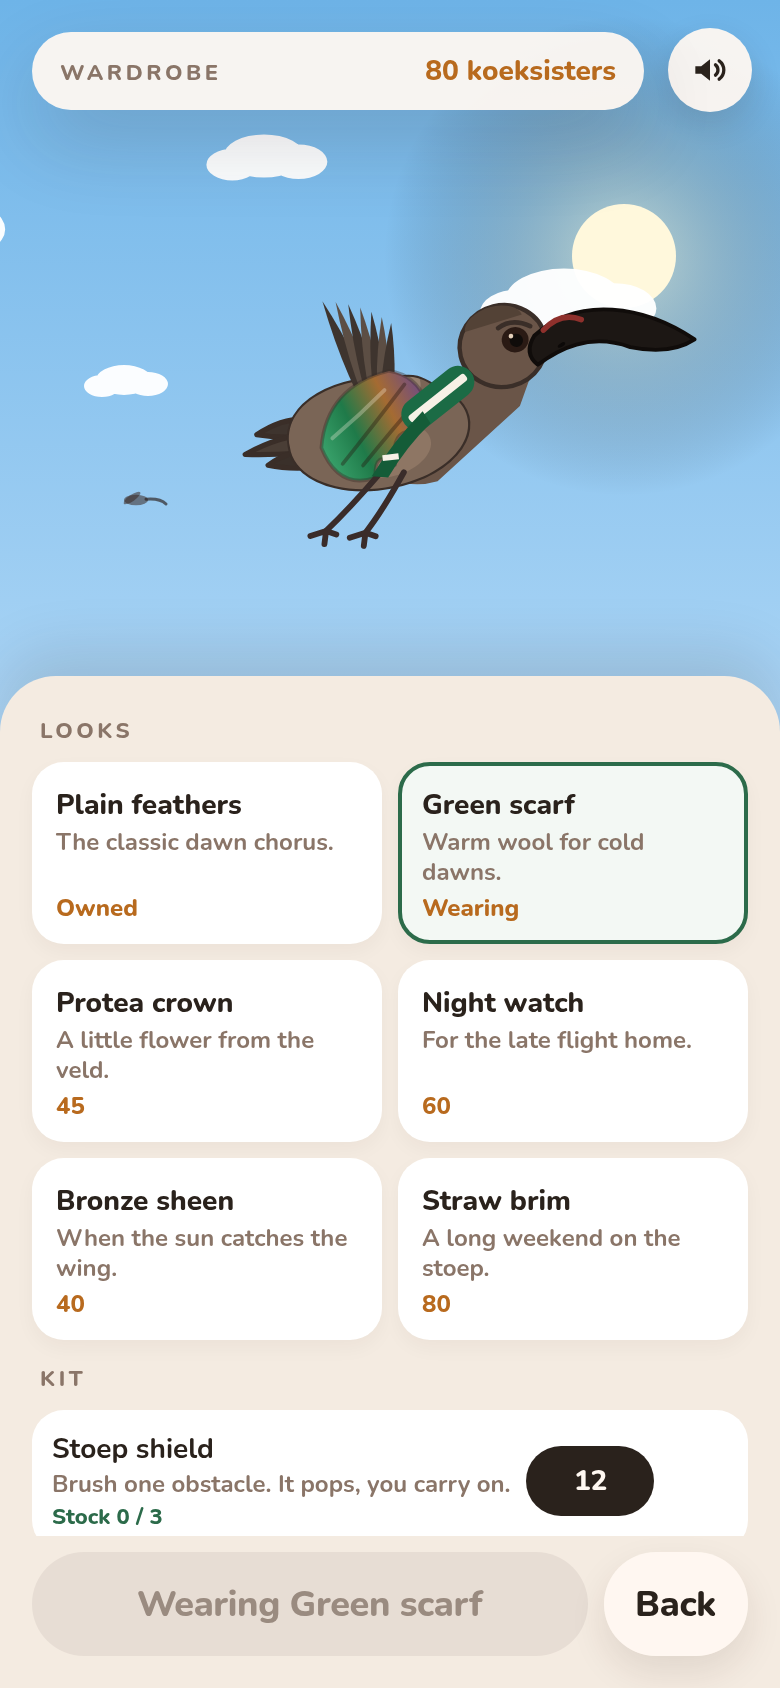 WARDROBE
80 koeksisters
LOOKS
Plain feathers
The classic dawn chorus.
Owned
Green scarf
Warm wool for cold
dawns.
Wearing
Protea crown
A little flower from the
veld.
45
Night watch
For the late flight home.
60
Bronze sheen
When the sun catches the
wing.
40
Straw brim
A long weekend on the
stoep.
80
KIT
Stoep shield
Brush one obstacle. It pops, you carry on.
Stock 0 / 3
12
Wearing Green scarf
Back